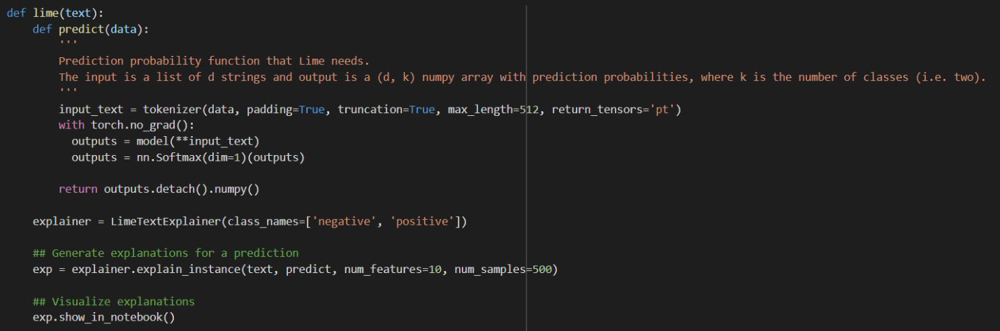 def lime(text):
    def predict(data):
        '''
        Prediction probability function that Lime needs.
        The input is a list of d strings and output is a (d, k) numpy array with prediction probabilities, where k is the number of classes (i.e. two).
        '''
        input_text = tokenizer(data, padding=True, truncation=True, max_length=512, return_tensors='pt')
        with torch.no_grad():
          outputs = model(**input_text)
          outputs = nn.Softmax(dim=1)(outputs)

        return outputs.detach().numpy()

    explainer = LimeTextExplainer(class_names=['negative', 'positive'])

    ## Generate explanations for a prediction
    exp = explainer.explain_instance(text, predict, num_features=10, num_samples=500)

    ## Visualize explanations
    exp.show_in_notebook()